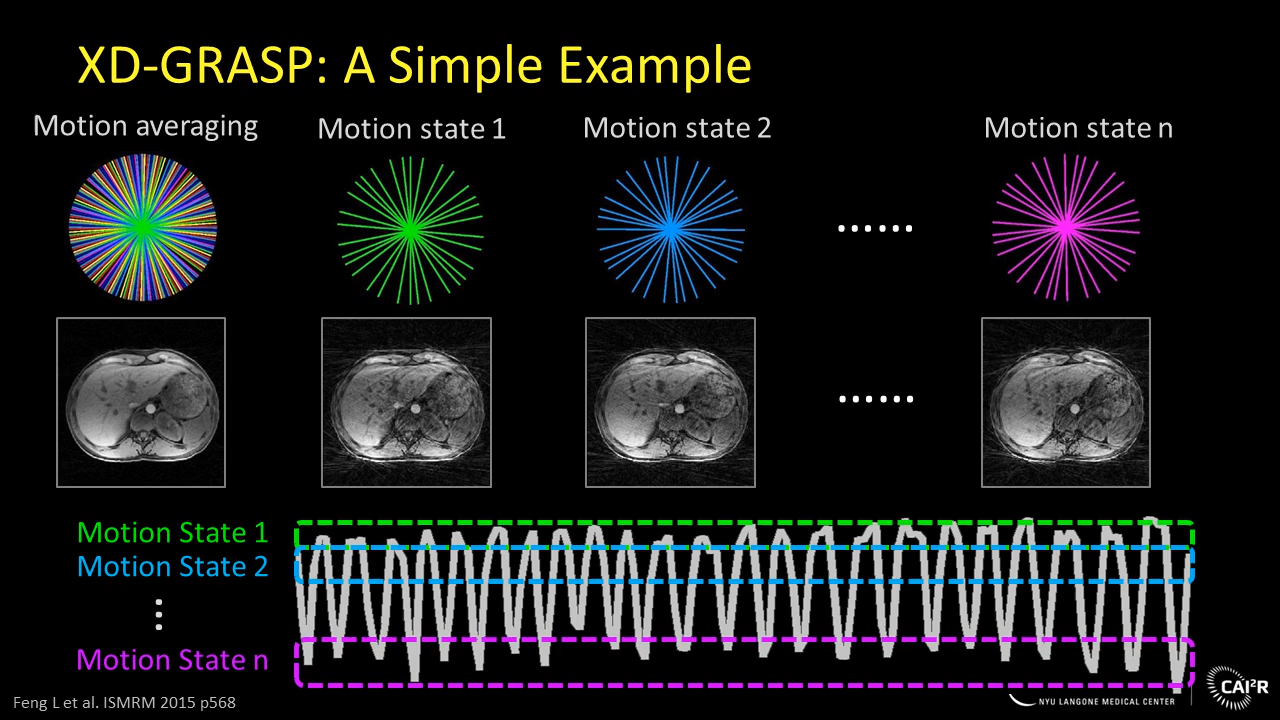 XD-GRASP: A Simple Example
Motion averaging
Motion state 1
Motion state 2
Motion state n
......
......
Motion State 1
Motion State 2
⋮
Motion State n
Feng L et al. ISMRM 2015 p568
NYU LANGONE MEDICAL CENTER
CAI²R